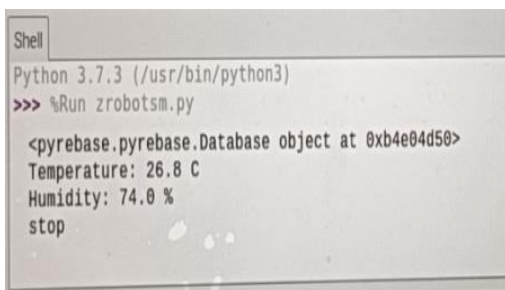 Shell
Python 3.7.3 (/usr/bin/python3)
>>> %Run zrobotsm.py
<pyrebase.pyrebase.Database object at 0xb4e04d50>
Temperature: 26.8 C
Humidity: 74.0 %
stop